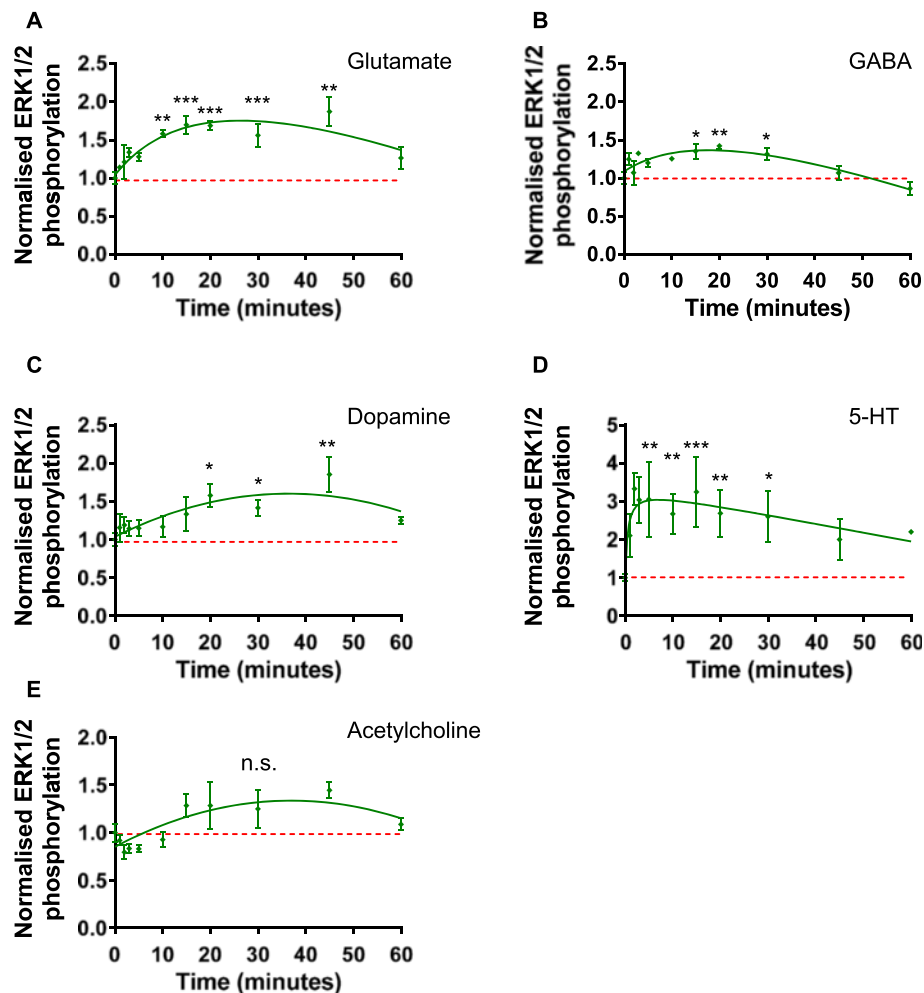 A
Glutamate
Normalised ERK1/2
phosphorylation
2.5
2.0
1.5
1.0
0.5
0.0
** *** *** *** **
0 10 20 30 40 50 60
Time (minutes)
B
GABA
Normalised ERK1/2
phosphorylation
2.5
2.0
1.5
1.0
0.5
0.0
* ** *
0 10 20 30 40 50 60
Time (minutes)
C
Dopamine
Normalised ERK1/2
phosphorylation
2.5
2.0
1.5
1.0
0.5
0.0
* * **
0 10 20 30 40 50 60
Time (minutes)
D
5-HT
Normalised ERK1/2
phosphorylation
5
4
3
2
1
0
** ** *** ** *
0 10 20 30 40 50 60
Time (minutes)
E
Acetylcholine
Normalised ERK1/2
phosphorylation
2.0
1.5
1.0
0.5
0.0
n.s.
0 10 20 30 40 50 60
Time (minutes)